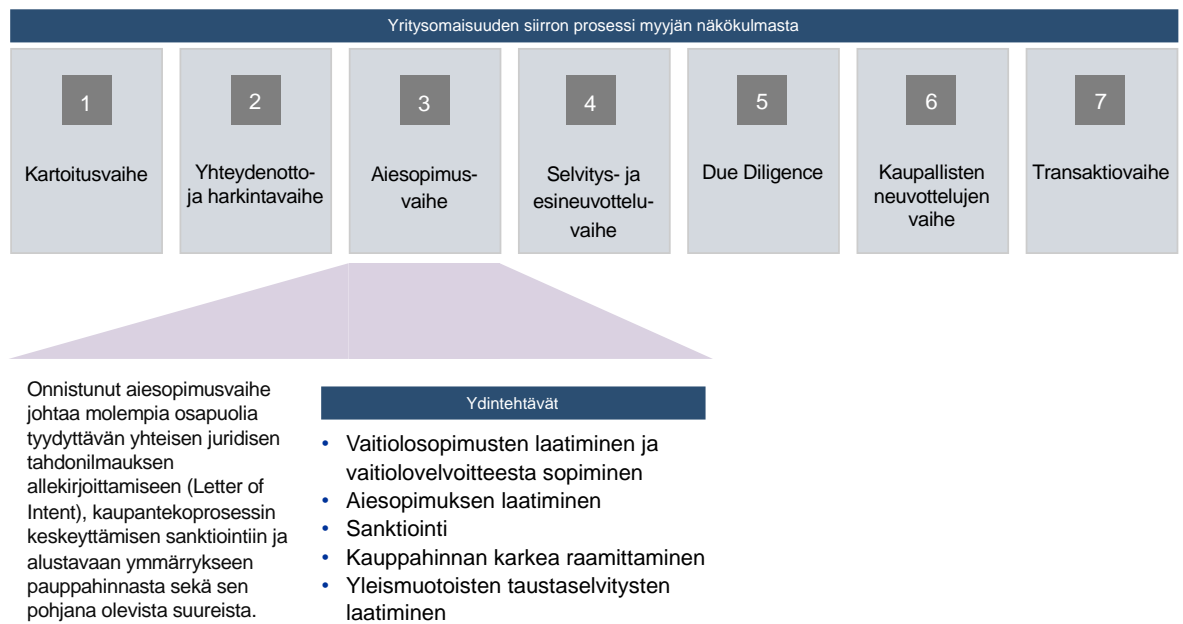 Yritysomaisuuden siirron prosessi myyjän näkökulmasta
1
Kartoitusvaihe
2
Yhteydenotto-
ja harkintavaihe
3
Aiesopimus-
vaihe
4
Selvitys- ja
esineuvottelu-
vaihe
5
Due Diligence
6
Kaupallisten
neuvottelujen
vaihe
7
Transaktiovaihe
Onnistunut aiesopimusvaihe
johtaa molempia osapuolia
tyydyttävän yhteisen juridisen
tahdonilmauksen
allekirjoittamiseen (Letter of
Intent), kaupantekoprosessin
keskeyttämisen sanktiointiin ja
alustavaan ymmärrykseen
pauppahinnasta sekä sen
pohjana olevista suureista.
Ydintehtävät
• Vaitiolosopimusten laatiminen ja
vaitiolovelvoitteesta sopiminen
• Aiesopimuksen laatiminen
• Sanktiointi
• Kauppahinnan karkea raamittaminen
• Yleismuotoisten taustaselvitysten
laatiminen